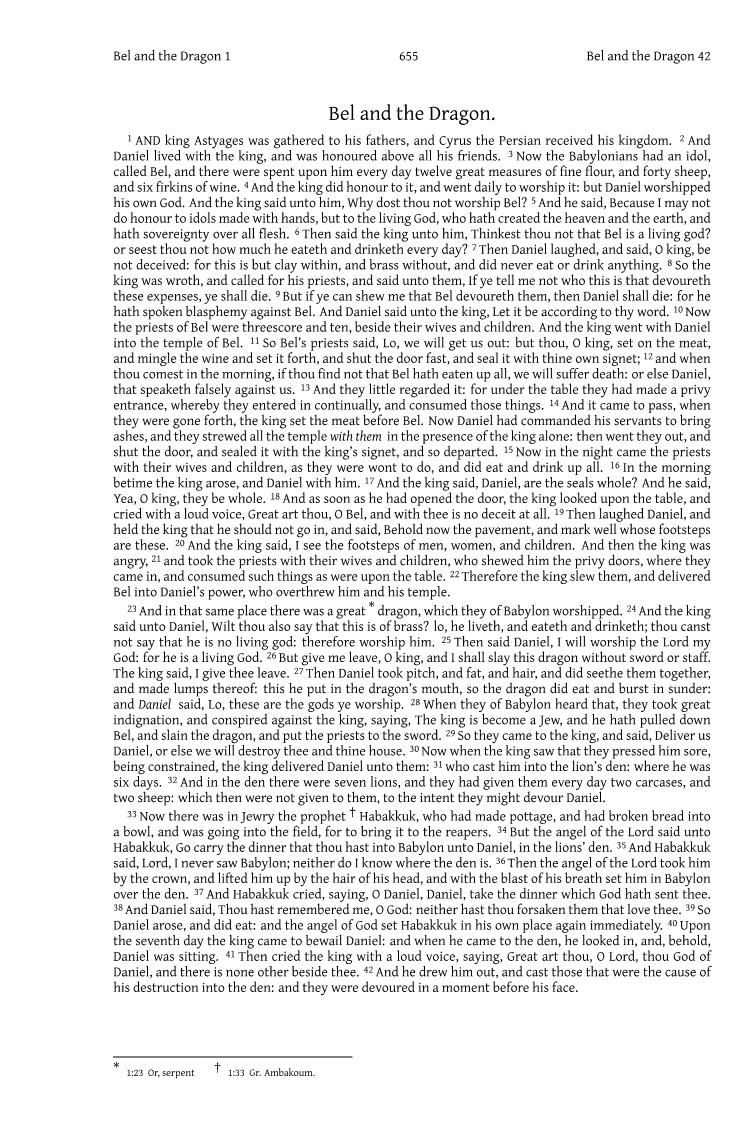 Bel and the Dragon 1 655 Bel and the Dragon 42
Bel and the Dragon.
1 AND king Astyages was gathered to his fathers, and Cyrus the Persian received his kingdom. 2 And
Daniel lived with the king, and was honoured above all his friends. 3 Now the Babylonians had an idol,
called Bel, and there were spent upon him every day twelve great measures of fine flour, and forty sheep,
and six firkins of wine. 4 And the king did honour to it, and went daily to worship it: but Daniel worshipped
his own God. And the king said unto him, Why dost thou not worship Bel? 5 And he said, Because I may not
do honour to idols made with hands, but to the living God, who hath created the heaven and the earth, and
hath sovereignty over all flesh. 6 Then said the king unto him, Thinkest thou not that Bel is a living god?
or seest thou not how much he eateth and drinketh every day? 7 Then Daniel laughed, and said, O king, be
not deceived: for this is but clay within, and brass without, and did never eat or drink anything. 8 So the
king was wroth, and called for his priests, and said unto them, If ye tell me not who this is that devoureth
these expenses, ye shall die. 9 But if ye can shew me that Bel devoureth them, then Daniel shall die: for he
hath spoken blasphemy against Bel. And Daniel said unto the king, Let it be according to thy word. 10 Now
the priests of Bel were threescore and ten, beside their wives and children. And the king went with Daniel
into the temple of Bel. 11 So Bel's priests said, Lo, we will get us out: but thou, O king, set on the meat,
and mingle the wine and set it forth, and shut the door fast, and seal it with thine own signet; 12 and when
thou comest in the morning, if thou find not that Bel hath eaten up all, we will suffer death: or else Daniel,
that speaketh falsely against us. 13 And they little regarded it: for under the table they had made a privy
entrance, whereby they entered in continually, and consumed those things. 14 And it came to pass, when
they were gone forth, the king set the meat before Bel. Now Daniel had commanded his servants to bring
ashes, and they strewed all the temple with them in the presence of the king alone: then went they out, and
shut the door, and sealed it with the king's signet, and so departed. 15 Now in the night came the priests
with their wives and children, as they were wont to do, and did eat and drink up all. 16 In the morning
betime the king arose, and Daniel with him. 17 And the king said, Daniel, are the seals whole? And he said,
Yea, O king, they be whole. 18 And as soon as he had opened the door, the king looked upon the table, and
cried with a loud voice, Great art thou, O Bel, and with thee is no deceit at all. 19 Then laughed Daniel, and
held the king that he should not go in, and said, Behold now the pavement, and mark well whose footsteps
are these. 20 And the king said, I see the footsteps of men, women, and children. And then the king was
angry, 21 and took the priests with their wives and children, who shewed him the privy doors, where they
came in, and consumed such things as were upon the table. 22 Therefore the king slew them, and delivered
Bel into Daniel's power, who overthrew him and his temple.
23 And in that same place there was a great * dragon, which they of Babylon worshipped. 24 And the king
said unto Daniel, Wilt thou also say that this is of brass? lo, he liveth, and eateth and drinketh; thou canst
not say that he is no living god: therefore worship him. 25 Then said Daniel, I will worship the Lord my
God: for he is a living God. 26 But give me leave, O king, and I shall slay this dragon without sword or staff.
The king said, I give thee leave. 27 Then Daniel took pitch, and fat, and hair, and did seethe them together,
and made lumps thereof: this he put in the dragon's mouth, so the dragon did eat and burst in sunder:
and Daniel said, Lo, these are the gods ye worship. 28 When they of Babylon heard that, they took great
indignation, and conspired against the king, saying, The king is become a Jew, and he hath pulled down
Bel, and slain the dragon, and put the priests to the sword. 29 So they came to the king, and said, Deliver us
Daniel, or else we will destroy thee and thine house. 30 Now when the king saw that they pressed him sore,
being constrained, the king delivered Daniel unto them: 31 who cast him into the lion's den: where he was
six days. 32 And in the den there were seven lions, and they had given them every day two carcases, and
two sheep: which then were not given to them, to the intent they might devour Daniel.
33 Now there was in Jewry the prophet † Habakkuk, who had made pottage, and had broken bread into
a bowl, and was going into the field, for to bring it to the reapers. 34 But the angel of the Lord said unto
Habakkuk, Go carry the dinner that thou hast into Babylon unto Daniel, in the lions' den. 35 And Habakkuk
said, Lord, I never saw Babylon; neither do I know where the den is. 36 Then the angel of the Lord took him
by the crown, and lifted him up by the hair of his head, and with the blast of his breath set him in Babylon
over the den. 37 And Habakkuk cried, saying, O Daniel, Daniel, take the dinner which God hath sent thee.
38 And Daniel said, Thou hast remembered me, O God: neither hast thou forsaken them that love thee. 39 So
Daniel arose, and did eat: and the angel of God set Habakkuk in his own place again immediately. 40 Upon
the seventh day the king came to bewail Daniel: and when he came to the den, he looked in, and, behold,
Daniel was sitting. 41 Then cried the king with a loud voice, saying, Great art thou, O Lord, thou God of
Daniel, and there is none other beside thee. 42 And he drew him out, and cast those that were the cause of
his destruction into the den: and they were devoured in a moment before his face.
* 1:23 Or, serpent † 1:33 Gr. Ambakoum.